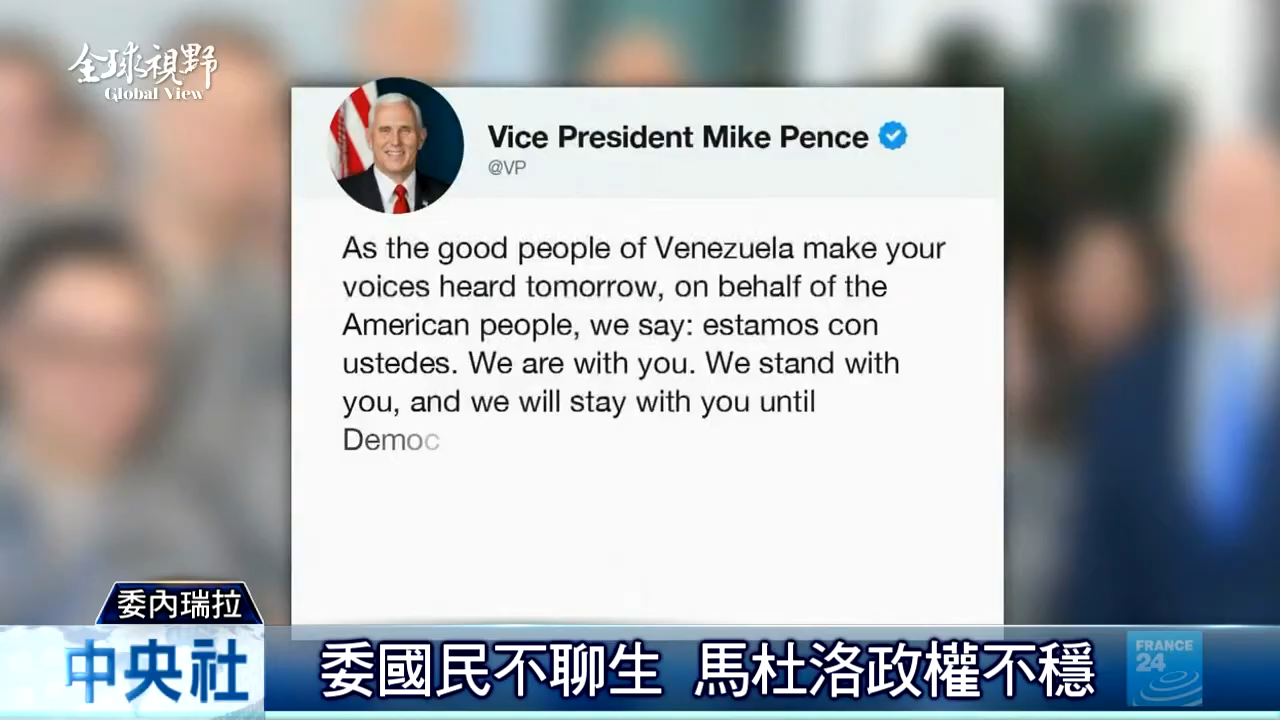 全球視野
Global View
Vice President Mike Pence
@VP
As the good people of Venezuela make your
voices heard tomorrow, on behalf of the
American people, we say: estamos con
ustedes. We are with you. We stand with
you, and we will stay with you until
Democ
委內瑞拉
中央社
委國民不聊生 馬杜洛政權不穩
FRANCE
24